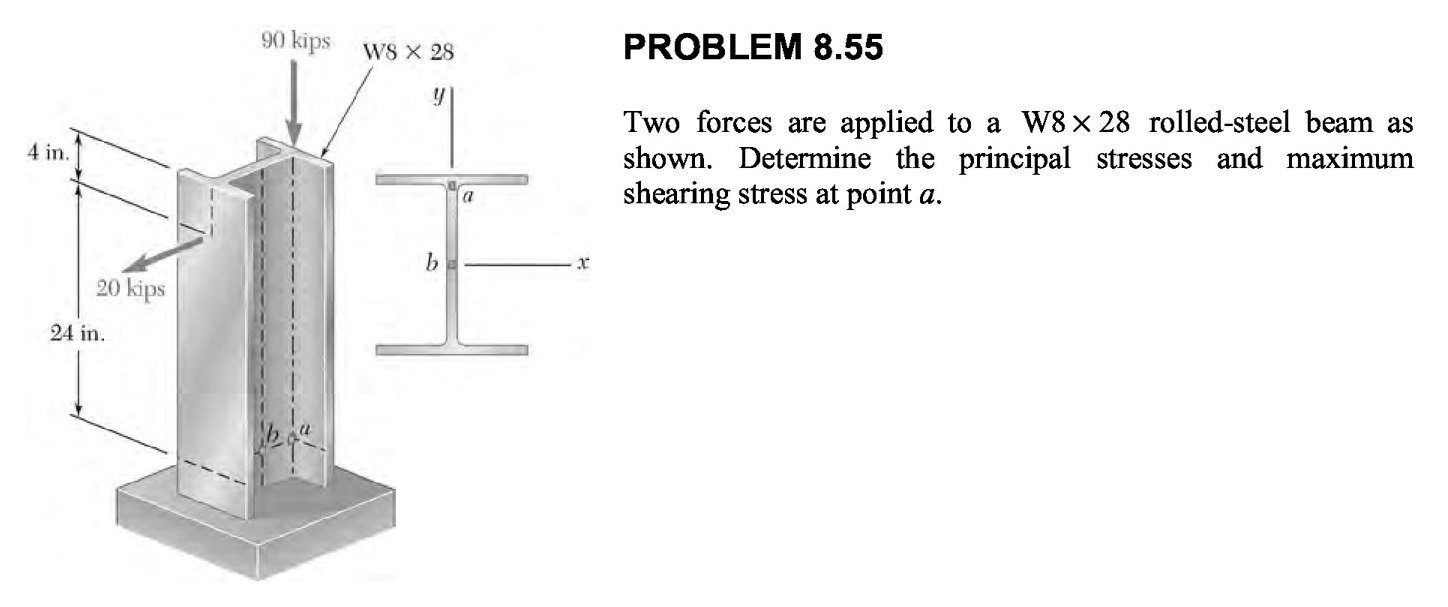 90 kips
W8 × 28
4 in.
20 kips
24 in.
b
a
y
a
b
x
PROBLEM 8.55
Two forces are applied to a W8 × 28 rolled-steel beam as
shown. Determine the principal stresses and maximum
shearing stress at point a.